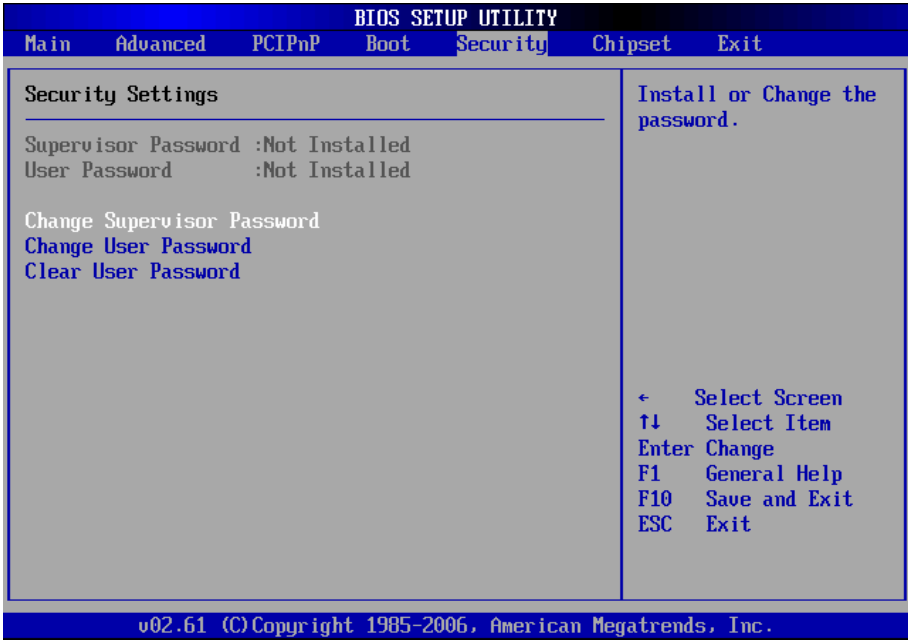 BIOS SETUP UTILITY
Main Advanced PCIPnP Boot Security Chipset Exit
Security Settings
Supervisor Password :Not Installed
User Password :Not Installed
Change Supervisor Password
Change User Password
Clear User Password
Install or Change the
password.
← Select Screen
↑↓ Select Item
Enter Change
F1 General Help
F10 Save and Exit
ESC Exit
v02.61 (C)Copyright 1985-2006, American Megatrends, Inc.